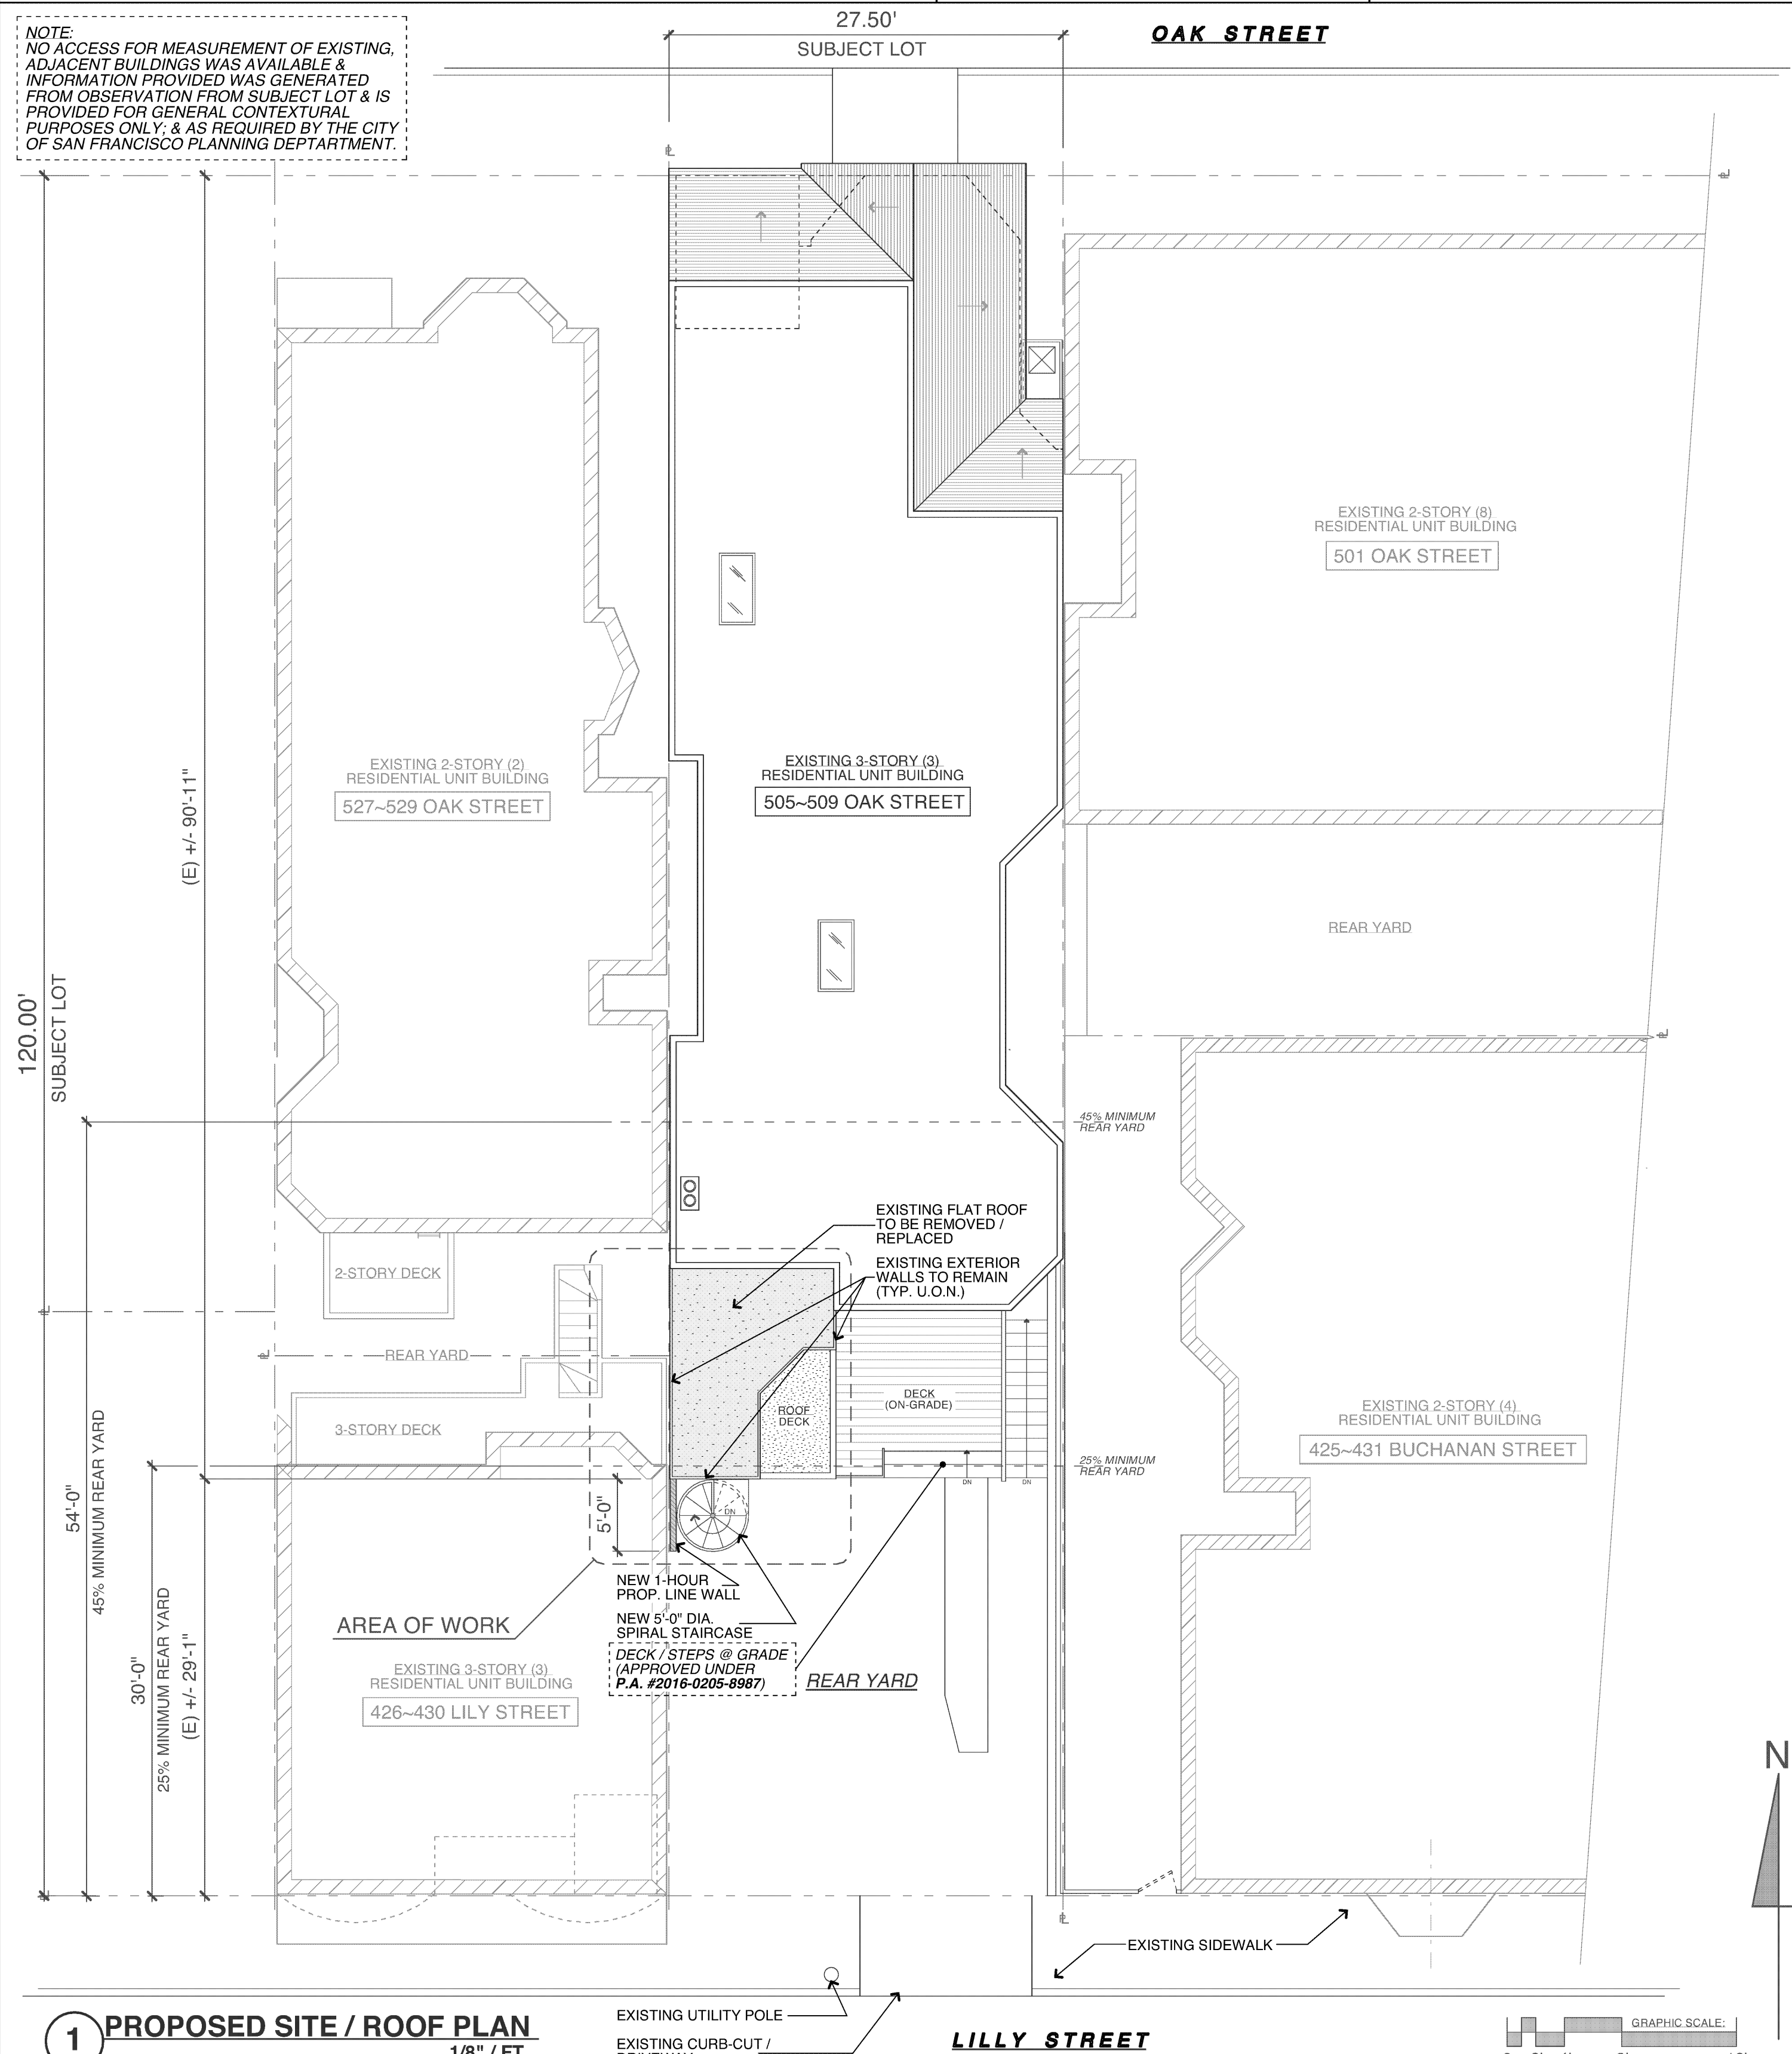 27.50'
SUBJECT LOT
OAK STREET
NOTE:
NO ACCESS FOR MEASUREMENT OF EXISTING,
ADJACENT BUILDINGS WAS AVAILABLE &
INFORMATION PROVIDED WAS GENERATED
FROM OBSERVATION FROM SUBJECT LOT & IS
PROVIDED FOR GENERAL CONTEXTURAL
PURPOSES ONLY; & AS REQUIRED BY THE CITY
OF SAN FRANCISCO PLANNING DEPTARTMENT.
EXISTING 2-STORY (8)
RESIDENTIAL UNIT BUILDING
501 OAK STREET
EXISTING 2-STORY (2)
RESIDENTIAL UNIT BUILDING
527~529 OAK STREET
EXISTING 3-STORY (3)
RESIDENTIAL UNIT BUILDING
505~509 OAK STREET
(E) +/- 90'-11"
REAR YARD
120.00'
SUBJECT LOT
45% MINIMUM
REAR YARD
EXISTING FLAT ROOF
TO BE REMOVED /
REPLACED
EXISTING EXTERIOR
WALLS TO REMAIN
(TYP. U.O.N.)
2-STORY DECK
REAR YARD
3-STORY DECK
ROOF
DECK
DECK
(ON-GRADE)
DN
DN
DN
25% MINIMUM
REAR YARD
EXISTING 2-STORY (4)
RESIDENTIAL UNIT BUILDING
425~431 BUCHANAN STREET
54'-0"
45% MINIMUM REAR YARD
5'-0"
NEW 1-HOUR
PROP. LINE WALL
NEW 5'-0" DIA.
SPIRAL STAIRCASE
DECK / STEPS @ GRADE
(APPROVED UNDER
P.A. #2016-0205-8987)
REAR YARD
AREA OF WORK
EXISTING 3-STORY (3)
RESIDENTIAL UNIT BUILDING
426~430 LILY STREET
30'-0"
25% MINIMUM REAR YARD
(E) +/- 29'-1"
N
EXISTING SIDEWALK
1
PROPOSED SITE / ROOF PLAN
1/8" / FT
EXISTING UTILITY POLE
EXISTING CURB-CUT /
LILLY STREET
GRAPHIC SCALE: